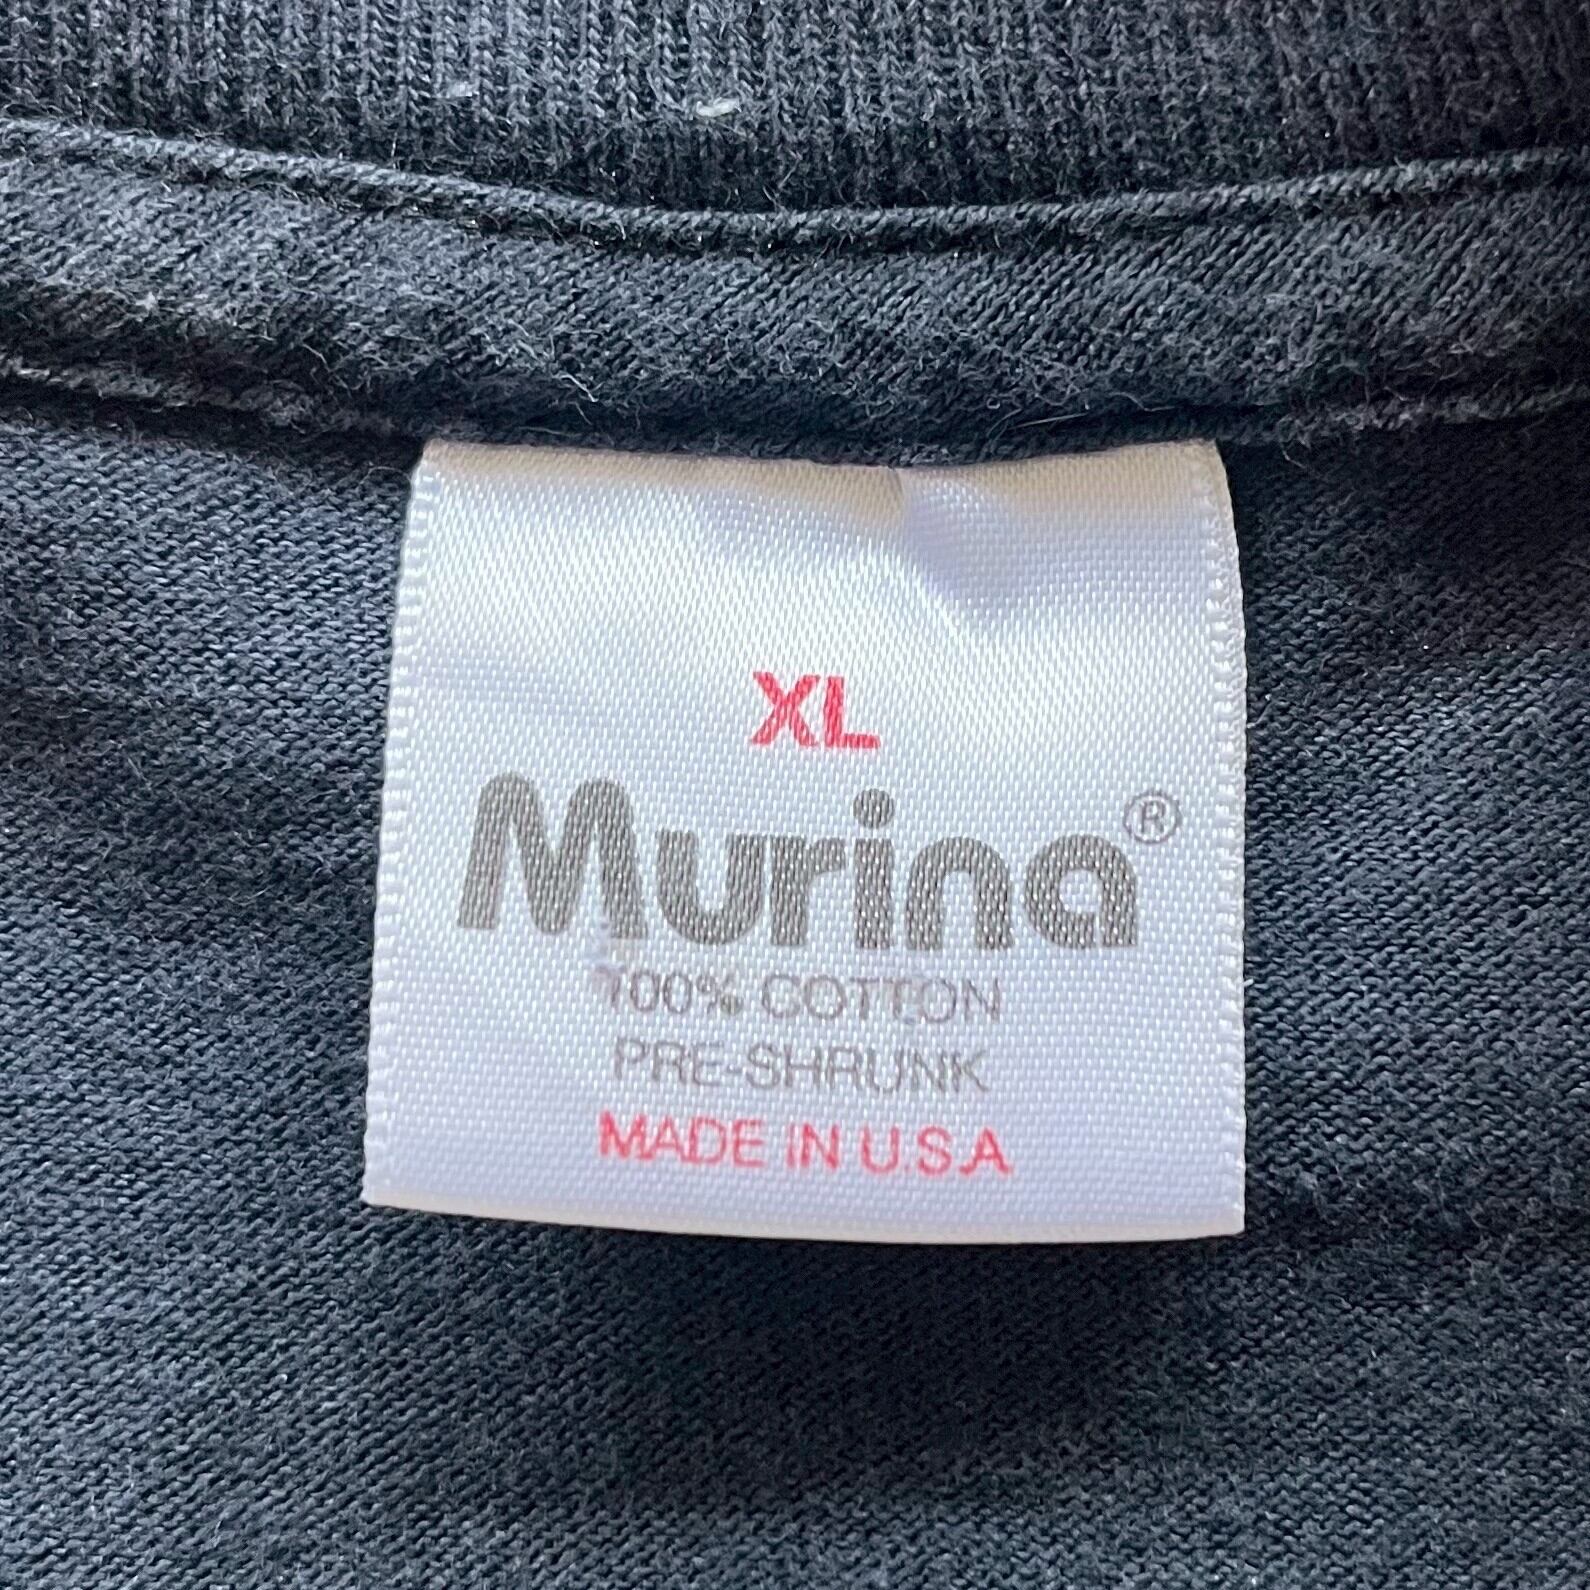 XL
Murina®
100% COTTON
PRE-SHRUNK
MADE IN U.S.A